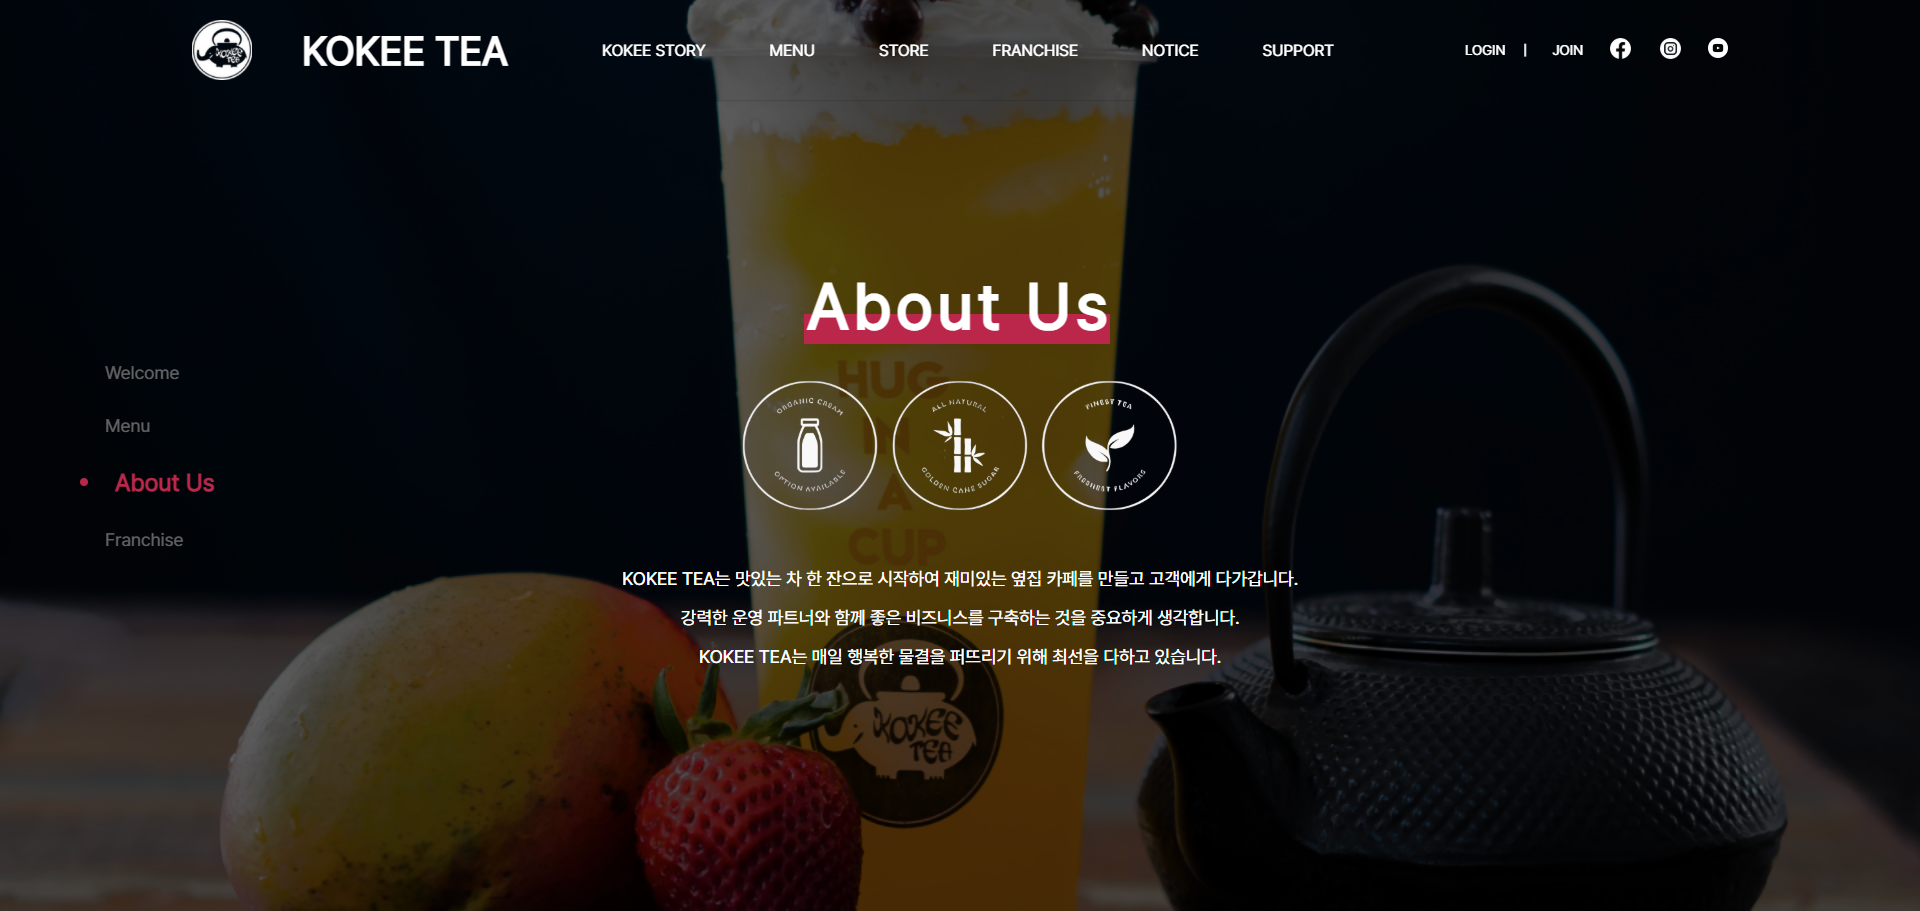 KOKEE TEA
KOKEE TEA
KOKEE STORY
MENU
STORE
FRANCHISE
NOTICE
SUPPORT
LOGIN
|
JOIN
About Us
Welcome
Menu
About Us
Franchise
HUG
IN
A
CUP
ORGANIC CREAM
OPTION AVAILABLE
ALL NATURAL
GOLDEN CANE SUGAR
FINEST TEA
FRESHEST FLAVORS
KOKEE TEA는 맛있는 차 한 잔으로 시작하여 재미있는 옆집 카페를 만들고 고객에게 다가갑니다.
강력한 운영 파트너와 함께 좋은 비즈니스를 구축하는 것을 중요하게 생각합니다.
KOKEE TEA는 매일 행복한 물결을 퍼뜨리기 위해 최선을 다하고 있습니다.
KOKEE
TEA